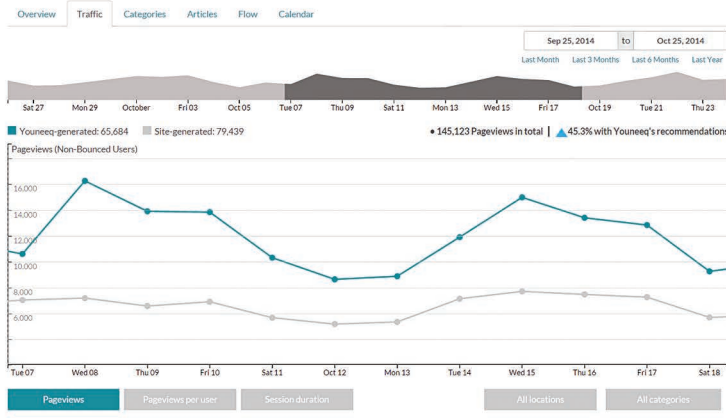 Overview Traffic Categories Articles Flow Calendar
Sep 25, 2014 to Oct 25, 2014
Last Month Last 3 Months Last 6 Months Last Year
Sat 27 Mon 29 October Fri 03 Oct 05 Tue 07 Thu 09 Sat 11 Mon 13 Wed 15 Fri 17 Oct 19 Tue 21 Thu 23
Youneeq-generated: 65,684 Site-generated: 79,439 • 145,123 Pageviews in total | 45.3% with Youneeq's recommendations
Pageviews (Non-Bounced Users)
16,000
14,000
12,000
10,000
8,000
6,000
Tue 07 Wed 08 Thu 09 Fri 10 Sat 11 Oct 12 Mon 13 Tue 14 Wed 15 Thu 16 Fri 17 Sat 18
Pageviews Pageviews per user Session duration All locations All categories